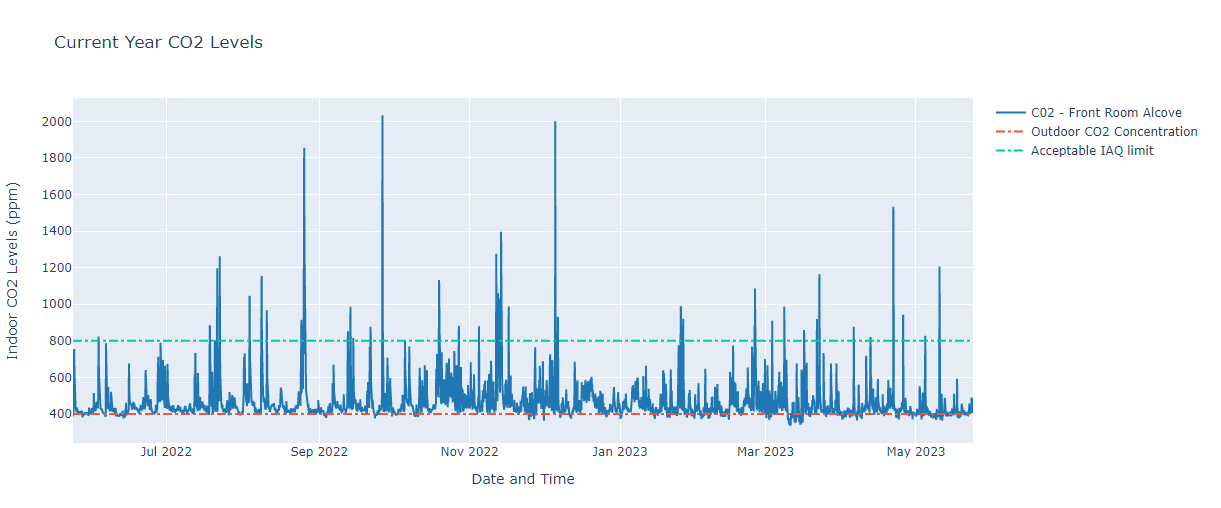 Current Year CO2 Levels
C02 - Front Room Alcove
Outdoor CO2 Concentration
Acceptable IAQ limit
Indoor CO2 Levels (ppm)
2000
1800
1600
1400
1200
1000
800
600
400
Jul 2022
Sep 2022
Nov 2022
Jan 2023
Mar 2023
May 2023
Date and Time